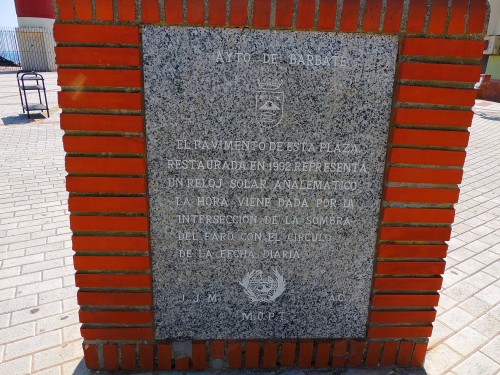 AYTO DE BARBATE
EL PAVIMENTO DE ESTA PLAZA
RESTAURADA EN 1992 REPRESENTA
UN RELOJ SOLAR ANALEMATICO.
LA HORA VIENE DADA POR LA
INTERSECCION DE LA SOMBRA
DEL FARO CON EL CIRCULO
DE LA FECHA DIARIA
J.J.M. AG.
M.O.P.T.